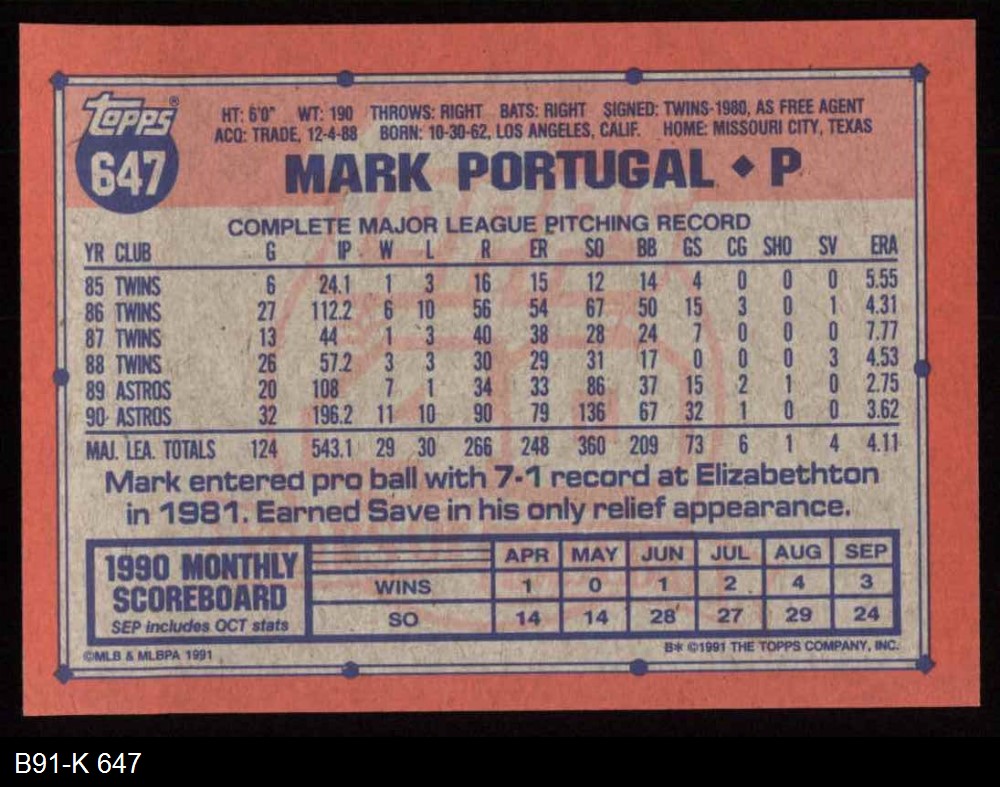 Topps®
647
HT: 6'0" WT: 190 THROWS: RIGHT BATS: RIGHT SIGNED: TWINS-1980, AS FREE AGENT
ACQ: TRADE, 12-4-88 BORN: 10-30-62, LOS ANGELES, CALIF. HOME: MISSOURI CITY, TEXAS
MARK PORTUGAL ◆ P
COMPLETE MAJOR LEAGUE PITCHING RECORD
YR CLUB G IP W L R ER SO BB GS CG SHO SV ERA
85 TWINS 6 24.1 1 3 16 15 12 14 4 0 0 0 5.55
86 TWINS 27 112.2 6 10 56 54 67 50 15 3 0 1 4.31
87 TWINS 13 44 1 3 40 38 28 24 7 0 0 0 7.77
88 TWINS 26 57.2 3 3 30 29 31 17 0 0 0 3 4.53
89 ASTROS 20 108 7 1 34 33 86 37 15 2 1 0 2.75
90 ASTROS 32 196.2 11 10 90 79 136 67 32 1 0 0 3.62
MAJ. LEA. TOTALS 124 543.1 29 30 266 248 360 209 73 6 1 4 4.11
Mark entered pro ball with 7-1 record at Elizabethton
in 1981. Earned Save in his only relief appearance.
1990 MONTHLY
SCOREBOARD
SEP includes OCT stats
APR MAY JUN JUL AUG SEP
WINS 1 0 1 2 4 3
SO 14 14 28 27 29 24
©MLB & MLBPA 1991
B* ©1991 THE TOPPS COMPANY, INC.
B91-K 647